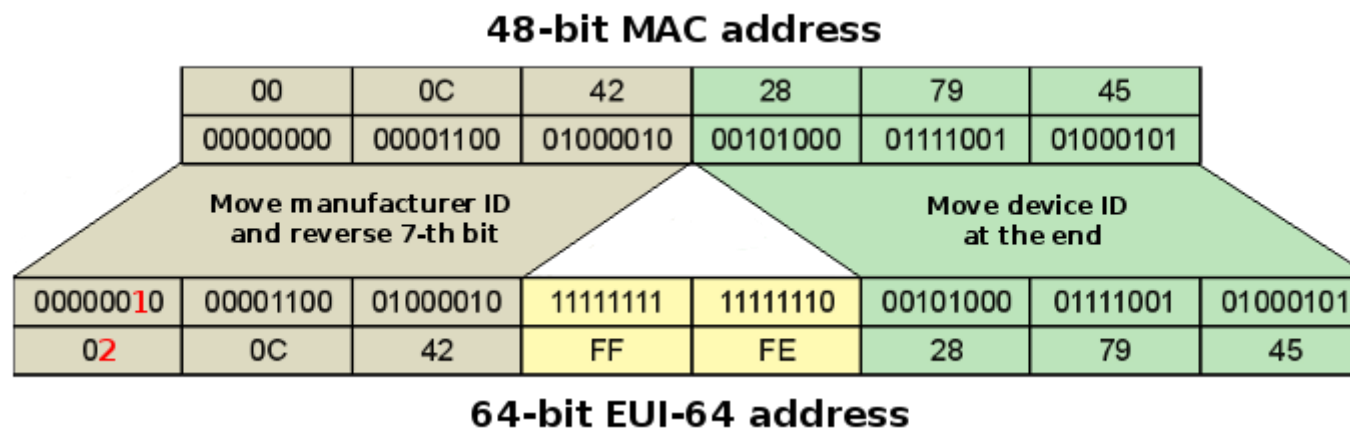 48-bit MAC address
00 0C 42 28 79 45
00000000 00001100 01000010 00101000 01111001 01000101
Move manufacturer ID
and reverse 7-th bit
Move device ID
at the end
00000010 00001100 01000010 11111111 11111110 00101000 01111001 01000101
02 0C 42 FF FE 28 79 45
64-bit EUI-64 address